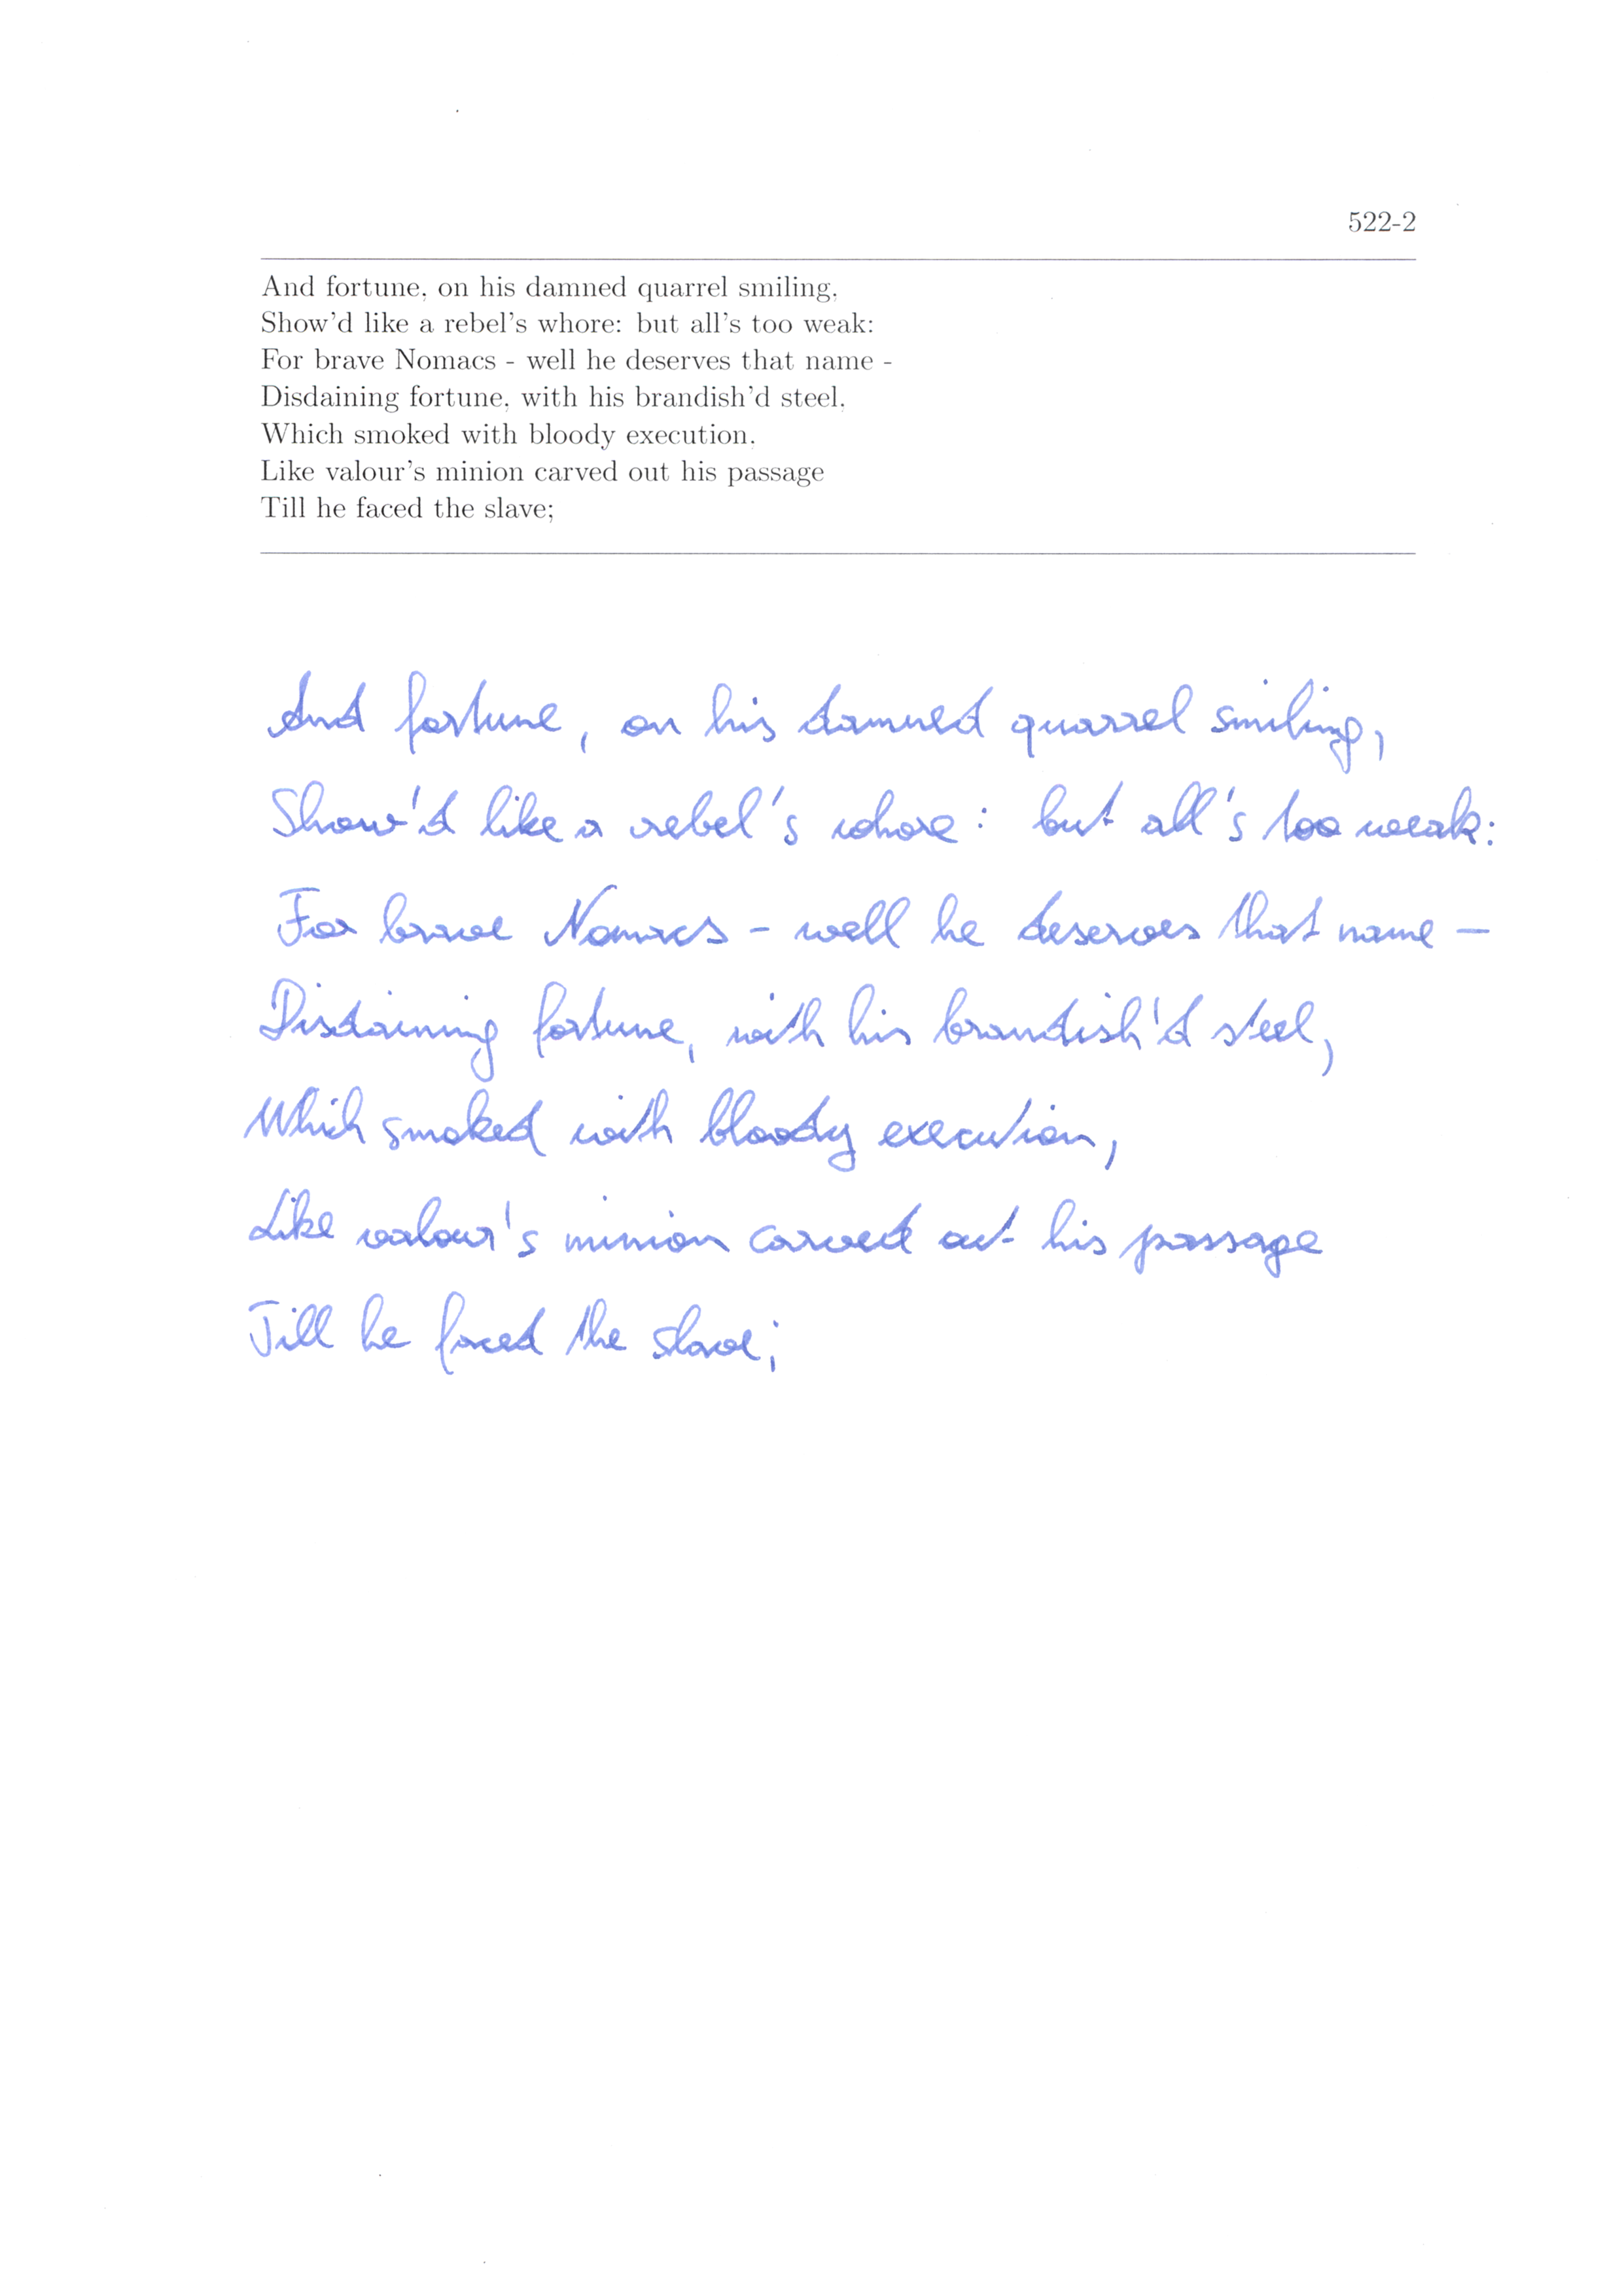 522-2
And fortune, on his damned quarrel smiling,
Show'd like a rebel's whore: but all's too weak:
For brave Nomacs - well he deserves that name -
Disdaining fortune, with his brandish'd steel,
Which smoked with bloody execution,
Like valour's minion carved out his passage
Till he faced the slave;
And fortune, on his damned quarrel smiling,
Show'd like a rebel's whore: but all's too weak:
For brave Nomacs - well he deserves that name -
Disdaining fortune, with his brandish'd steel,
Which smoked with bloody execution,
Like valour's minion carved out his passage
Till he faced the slave;